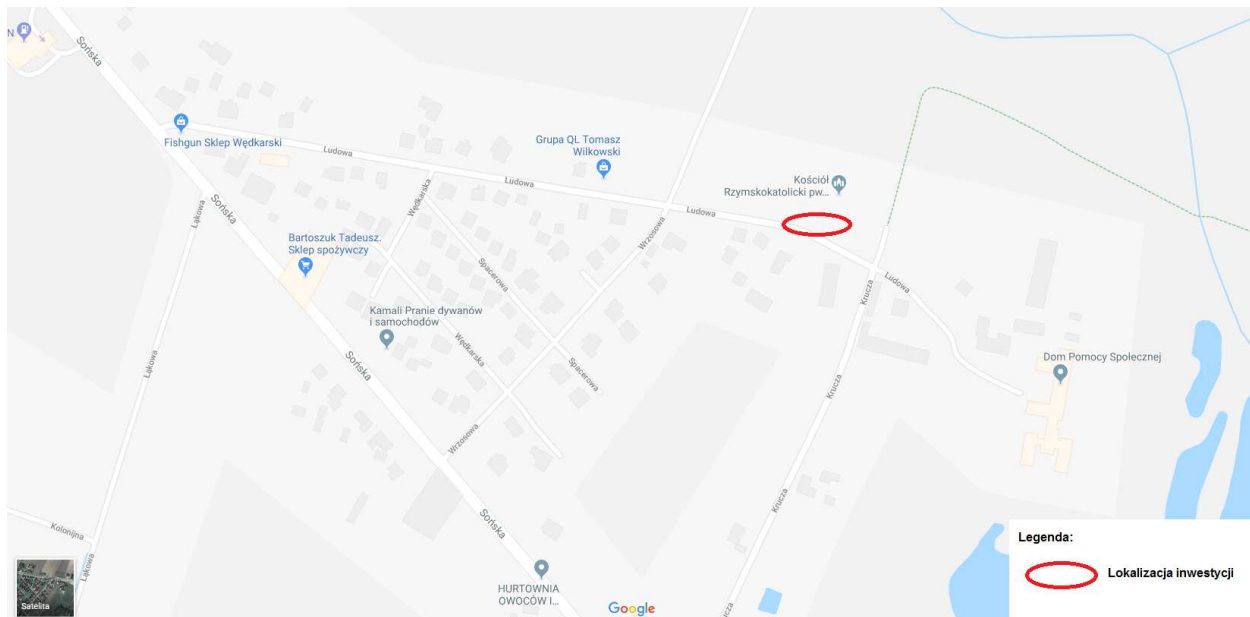 N
Sońska
Fishgun Sklep Wędkarski
Ludowa
Grupa QL Tomasz
Wilkowski
Kościół
Rzymskokatolicki pw...
Ludowa
Wędkarska
Ludowa
Łąkowa
Sońska
Wrzosowa
Bartoszuk Tadeusz.
Sklep spożywczy
Spacerowa
Ludowa
Krucza
Kamali Pranie dywanów
i samochodów
Wędkarska
Łąkowa
Sońska
Spacerowa
Krucza
Dom Pomocy Społecznej
Wrzosowa
Krucza
Sońska
Kolonijna
Łąkowa
Legenda:
Lokalizacja inwestycji
HURTOWNIA
OWOCÓW I...
Krucza
Satelita
Google